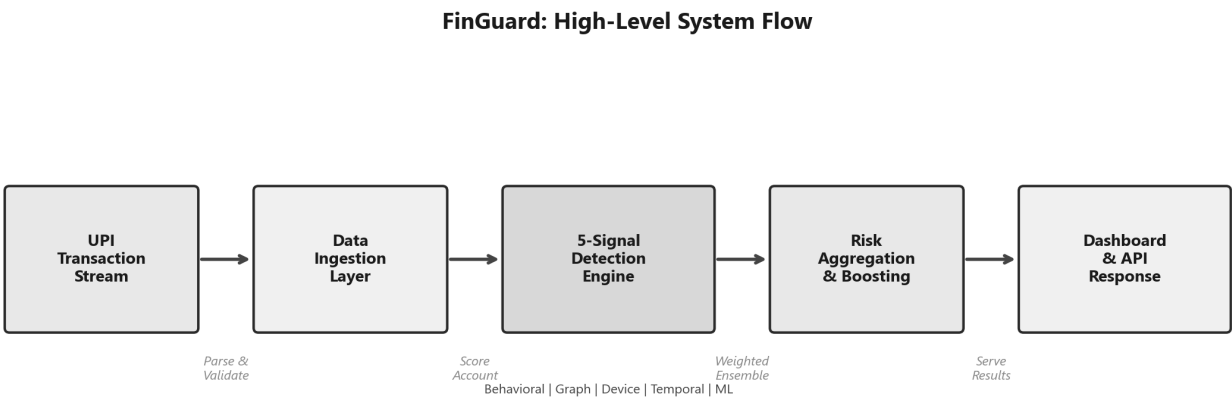 FinGuard: High-Level System Flow
UPI
Transaction
Stream
Data
Ingestion
Layer
5-Signal
Detection
Engine
Risk
Aggregation
& Boosting
Dashboard
& API
Response
Parse &
Validate
Score
Account
Weighted
Ensemble
Serve
Results
Behavioral | Graph | Device | Temporal | ML